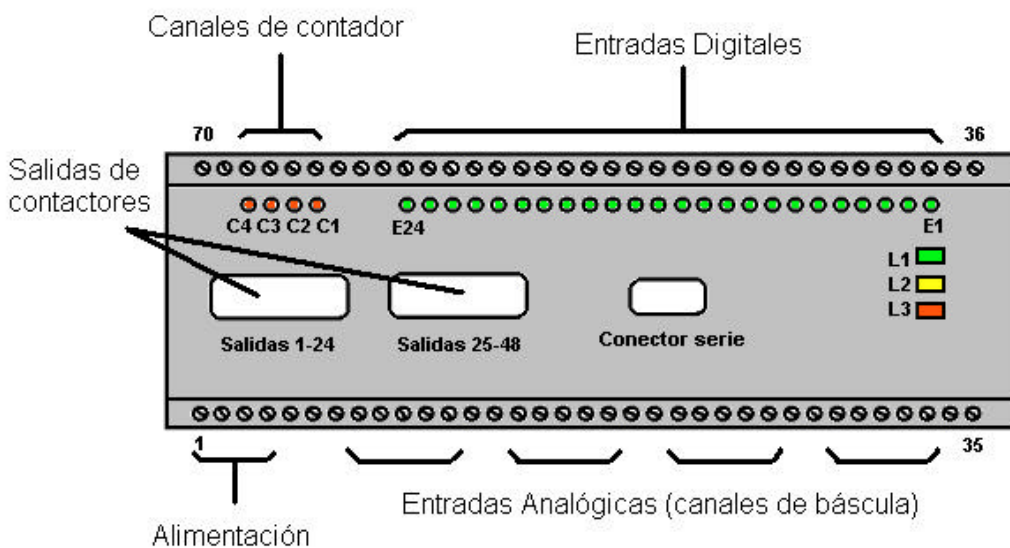 Canales de contador
Entradas Digitales
70
36
Salidas de
contactores
C4 C3 C2 C1
E24
E1
L1
L2
L3
Salidas 1-24
Salidas 25-48
Conector serie
1
35
Entradas Analógicas (canales de báscula)
Alimentación